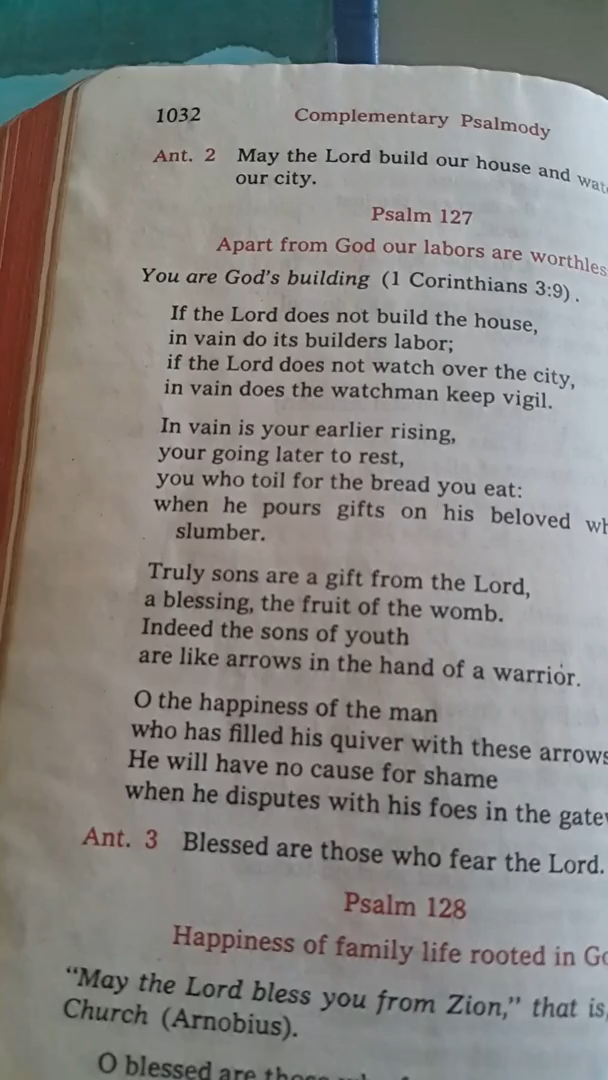 1032 Complementary Psalmody
Ant. 2 May the Lord build our house and
our city.
Psalm 127
Apart from God our labors are
You are God's building (1 Corinthians 3:9).
If the Lord does not build the house,
in vain do its builders labor;
if the Lord does not watch over the city,
in vain does the watchman keep vigil.
In vain is your earlier rising,
your going later to rest,
you who toil for the bread you eat:
when he pours gifts on his beloved
slumber.
Truly sons are a gift from the Lord,
a blessing, the fruit of the womb.
Indeed the sons of youth
are like arrows in the hand of a warrior.
O the happiness of the man
who has filled his quiver with these arrows
He will have no cause for shame
when he disputes with his foes in the
Ant. 3 Blessed are those who fear the Lord.
Psalm 128
Happiness of family life rooted in
"May the Lord bless you from Zion," that is,
Church (Arnobius).
O blessed are